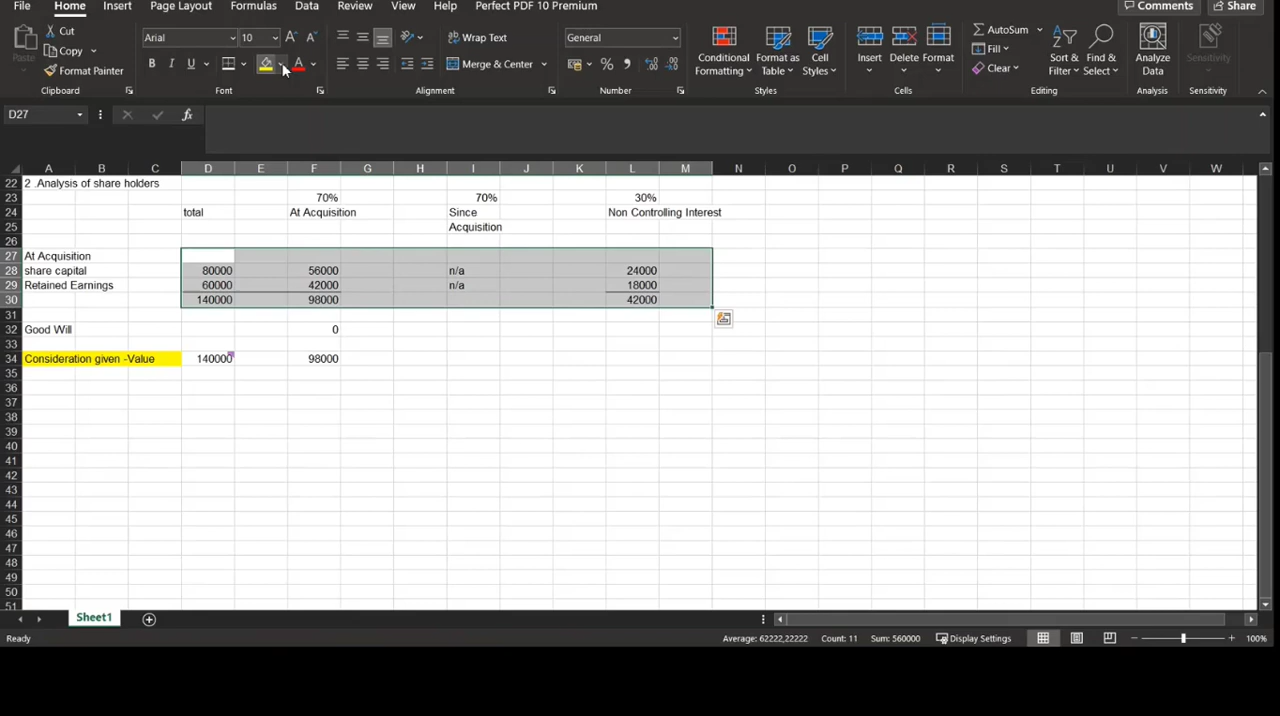 File Home Insert Page Layout Formulas Data Review View Help Perfect PDF 10 Premium Comments Share
Cut
Copy
Format Painter
Paste
Clipboard
Arial 10 A A
B I U A
Font
Wrap Text
Merge & Center
Alignment
General
%
Number
Conditional Formatting
Format as Table
Cell Styles
Styles
Insert Delete Format
Cells
AutoSum
Fill
Clear
Sort & Filter
Find & Select
Editing
Analyze Data
Analysis
Sensitivity
Sensitivity
D27 fx
A B C D E F G H I J K L M N O P Q R S T U V W
22 2 .Analysis of share holders
23 70% 70% 30%
24 total At Acquisition Since Non Controlling Interest
25 Acquisition
26
27 At Acquisition
28 share capital 80000 56000 n/a 24000
29 Retained Earnings 60000 42000 n/a 18000
30 140000 98000 42000
31
32 Good Will 0
33
34 Consideration given -Value 140000 98000
35
36
37
38
39
40
41
42
43
44
45
46
47
48
49
50
51
Sheet1
Ready Average: 62222,22222 Count: 11 Sum: 560000 Display Settings 100%